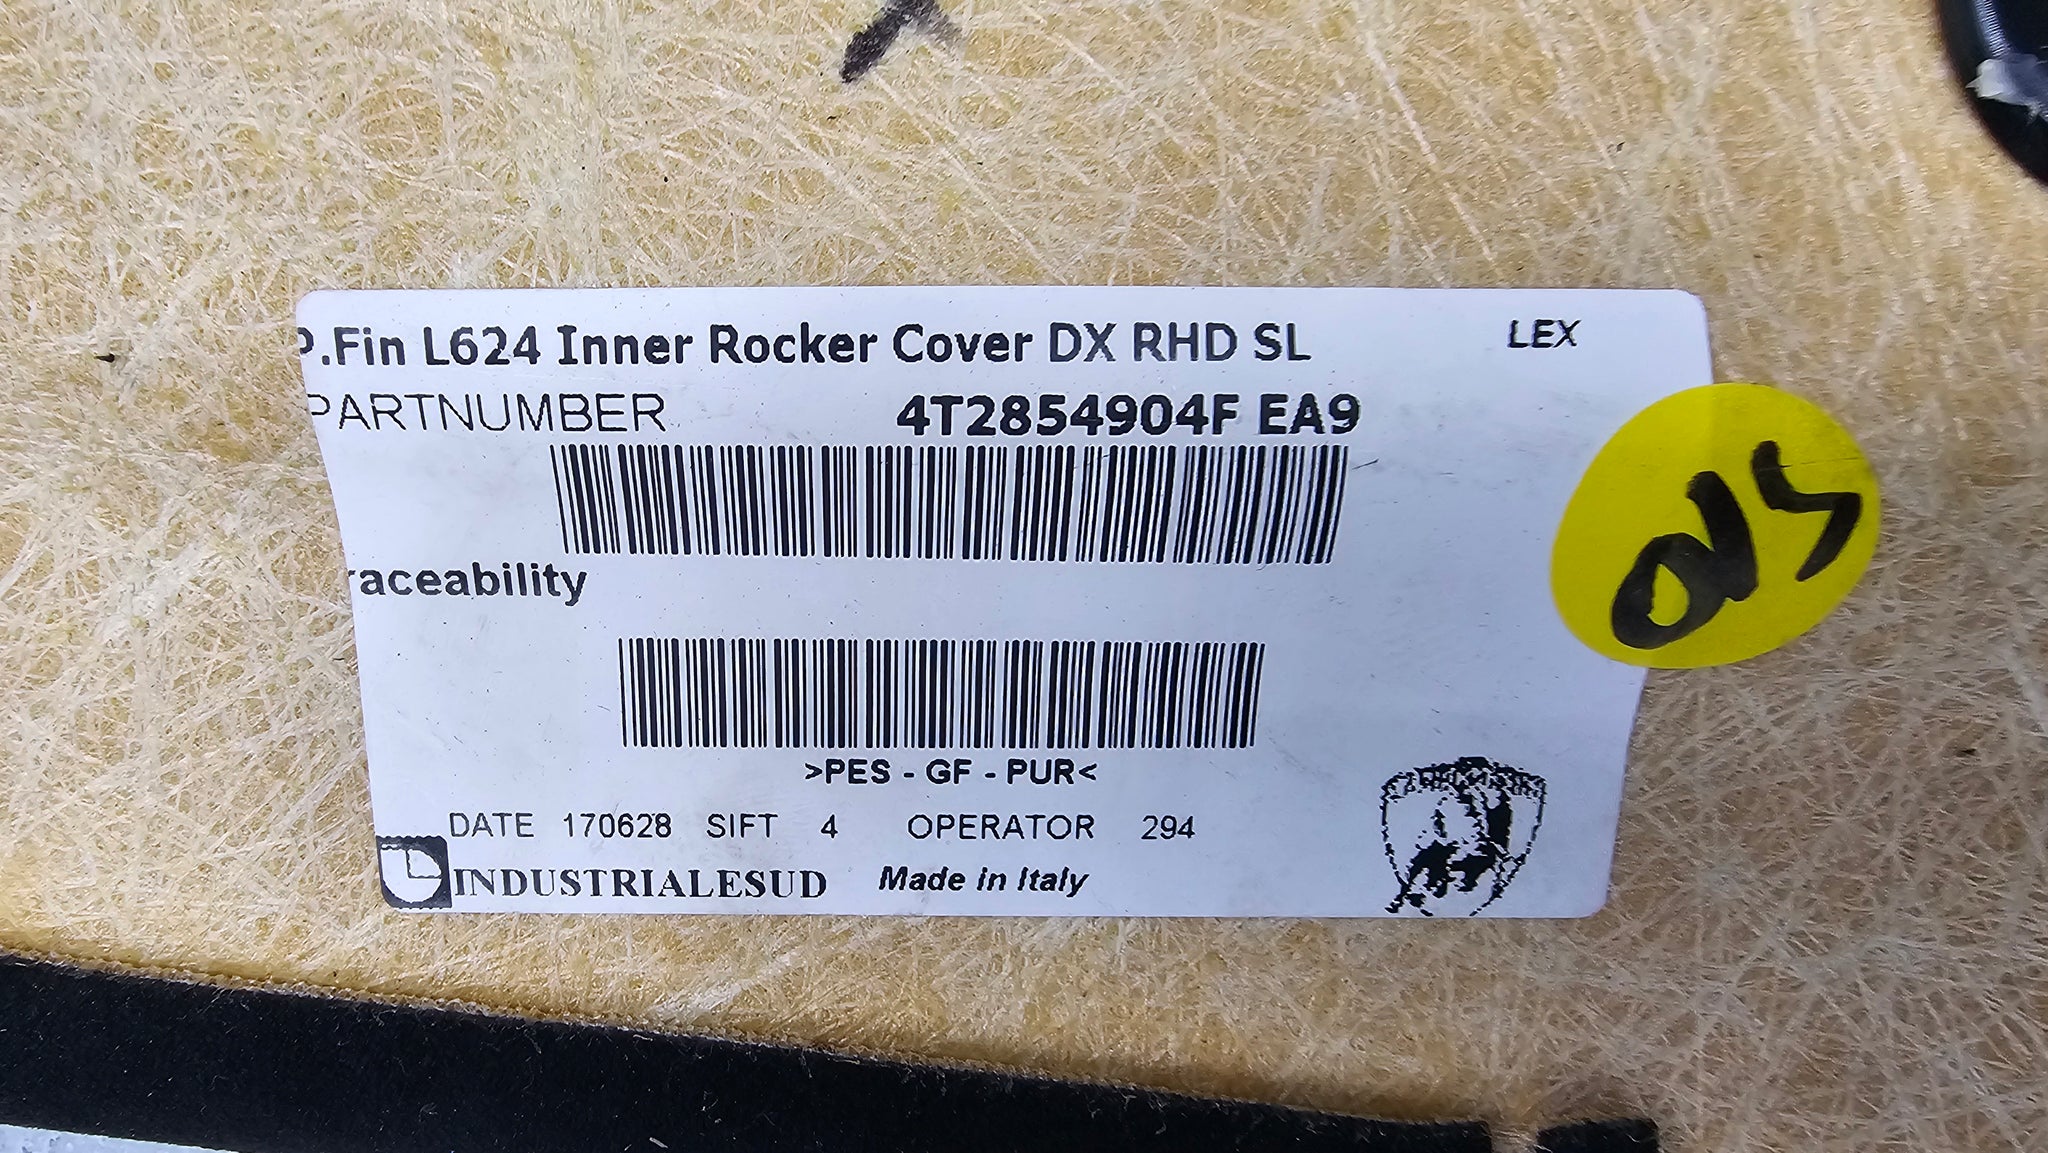 P.Fin L624 Inner Rocker Cover DX RHD SL LEX
PARTNUMBER 4T2854904F EA9
raceability
>PES - GF - PUR<
DATE 170628 SIFT 4 OPERATOR 294
INDUSTRIALESUD Made in Italy